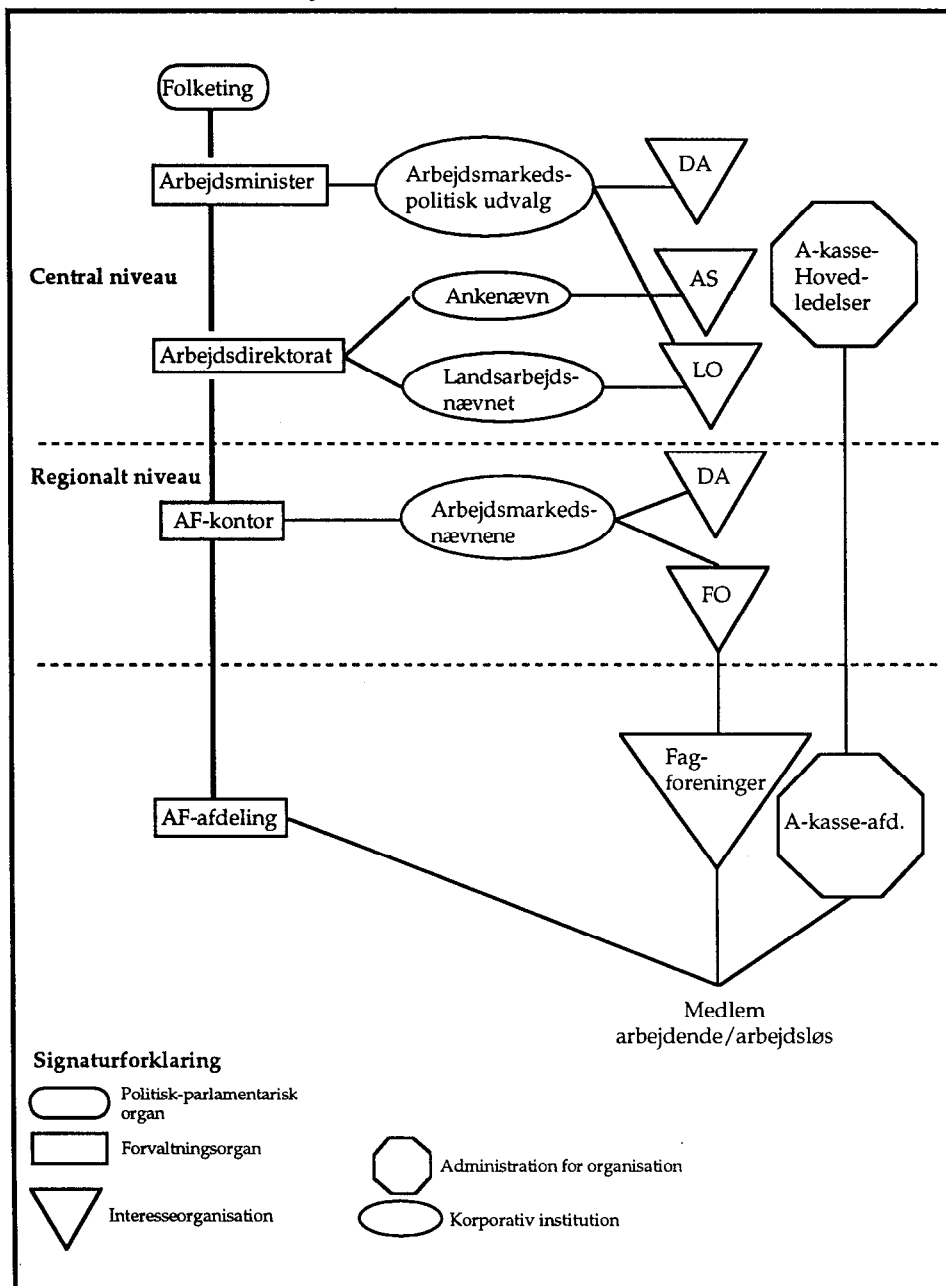 Folketing
Arbejdsminister
Arbejdsmarkeds-
politisk udvalg
DA
A-kasse-
Hoved-
ledelser
Central niveau
Ankenævn
AS
Arbejdsdirektorat
Landsarbejds-
nævnet
LO
Regionalt niveau
AF-kontor
Arbejdsmarkeds-
nævnene
DA
FO
Fag-
foreninger
AF-afdeling
A-kasse-afd.
Medlem
arbejdende/arbejdsløs
Signaturforklaring
Politisk-parlamentarisk
organ
Forvaltningsorgan
Interesseorganisation
Administration for organisation
Korporativ institution